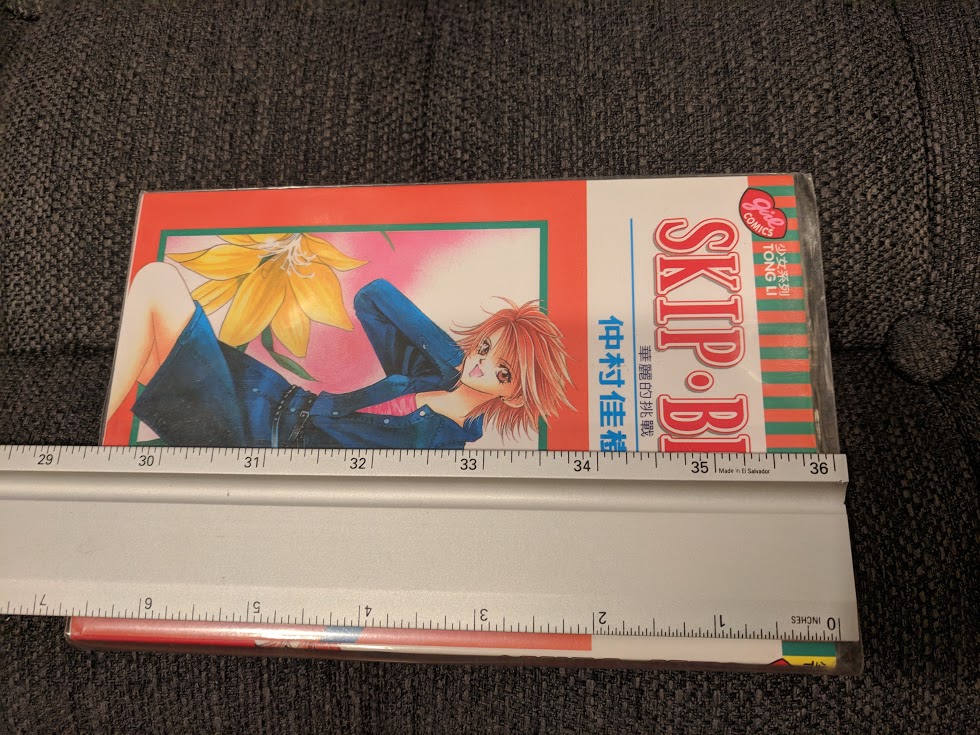 girl
COMICS
少女系列
TONG LI
SKIP・B
華麗的挑戰
仲村佳
29 30 31 32 33 34 35 Made in El Salvador 36
0 INCHES 1 2 3 4 5 6 7